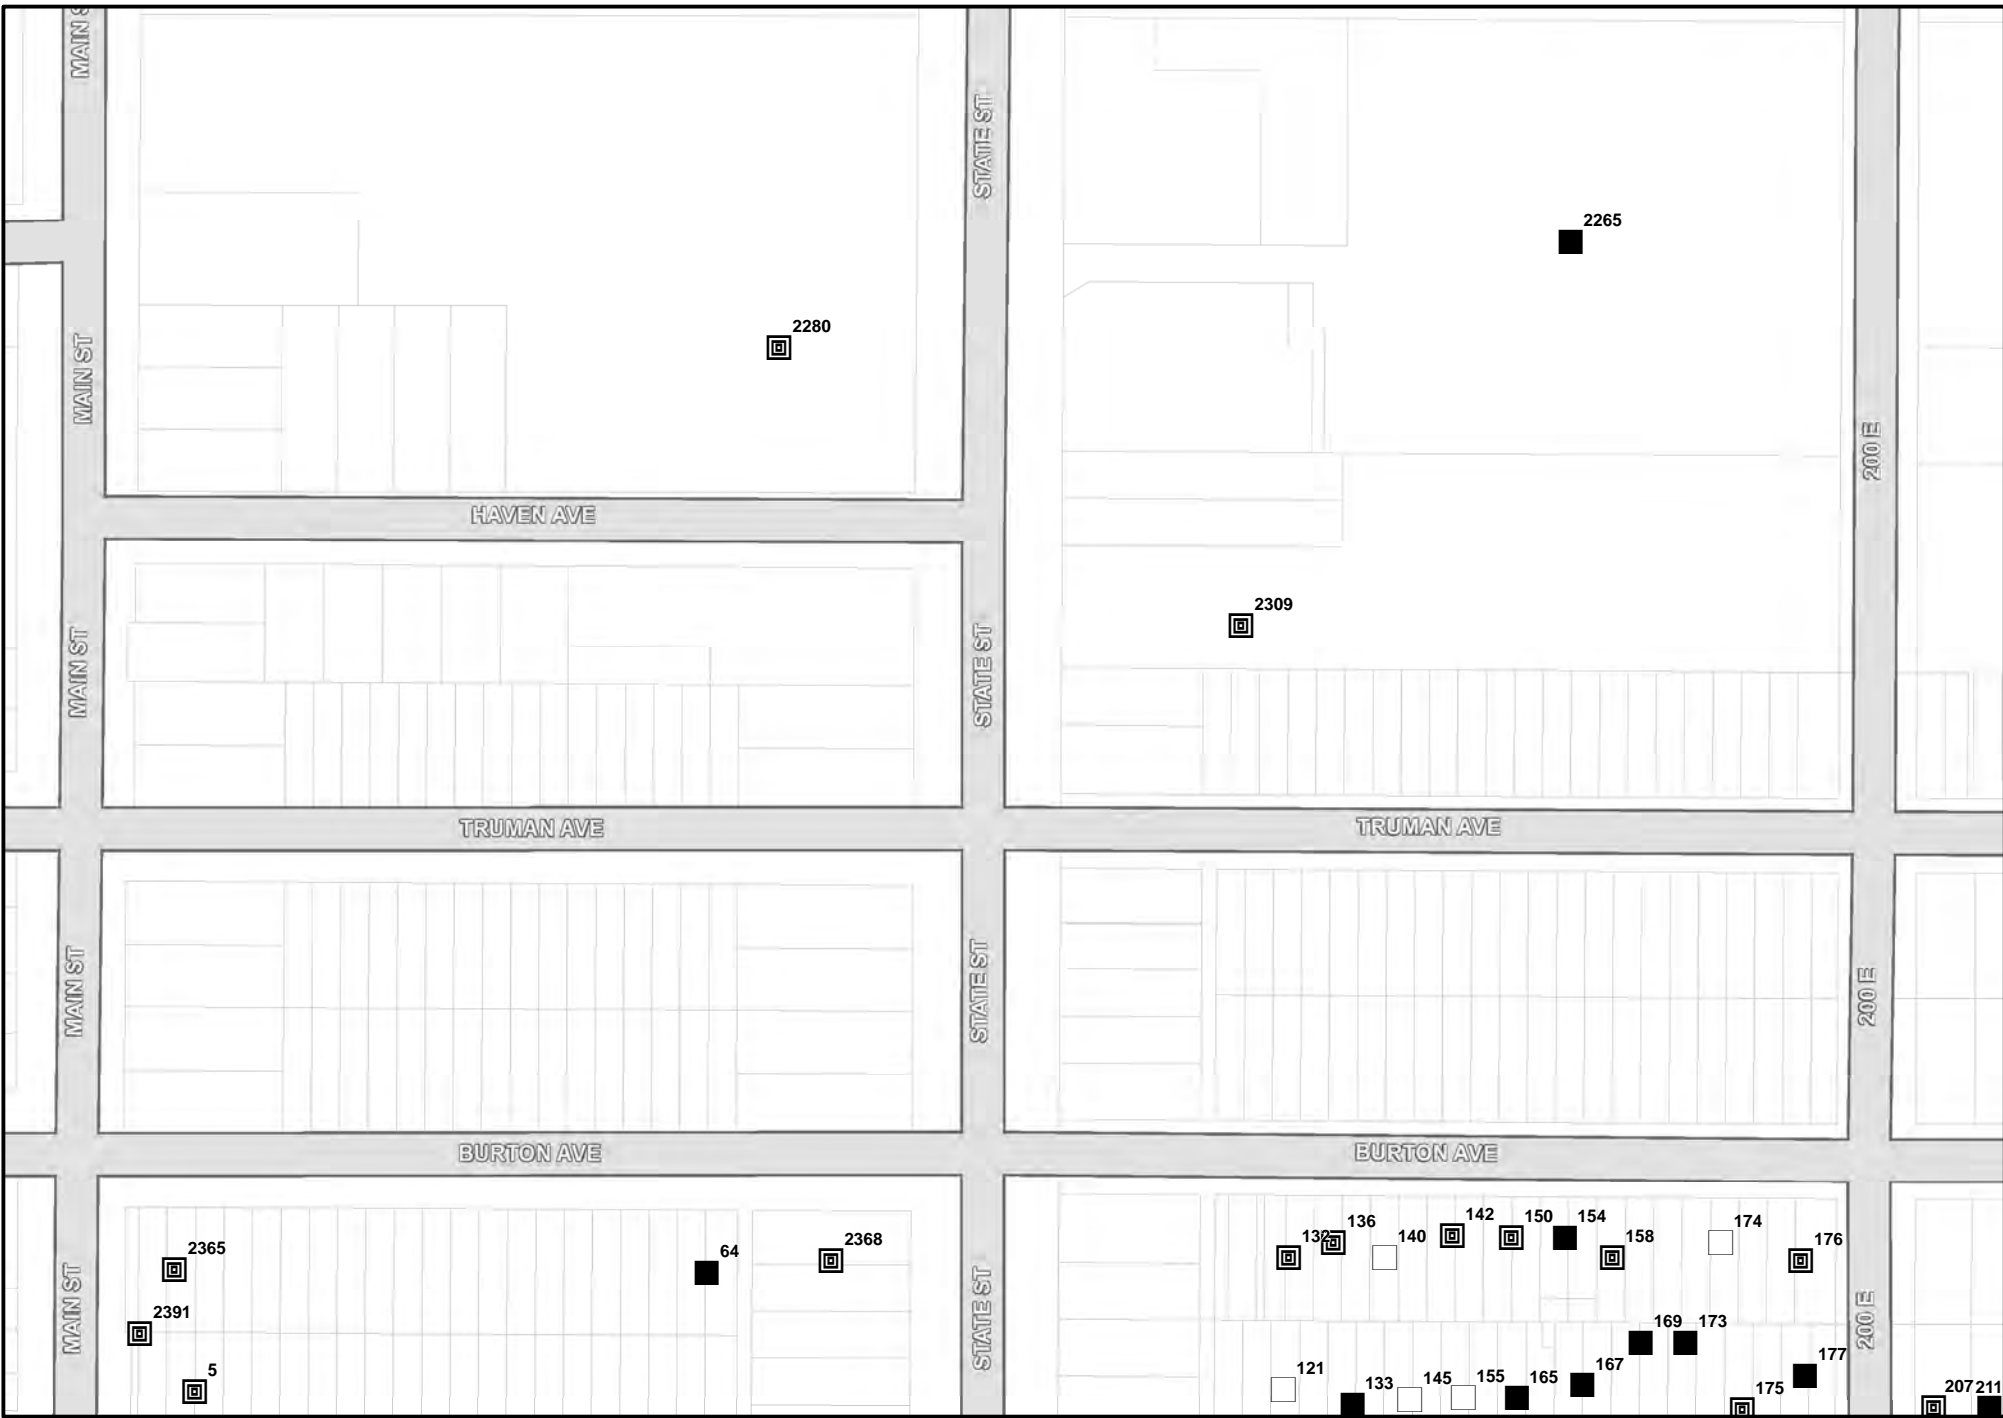 MAIN S
STATE ST
2265
2280
MAIN ST
200 E
HAVEN AVE
2309
MAIN ST
STATE ST
TRUMAN AVE
TRUMAN AVE
MAIN ST
STATE ST
200 E
BURTON AVE
BURTON AVE
2365
64
2368
132
136
140
142
150
154
158
174
176
MAIN ST
2391
STATE ST
200 E
169
173
5
121
133
145
155
165
167
175
177
207
211